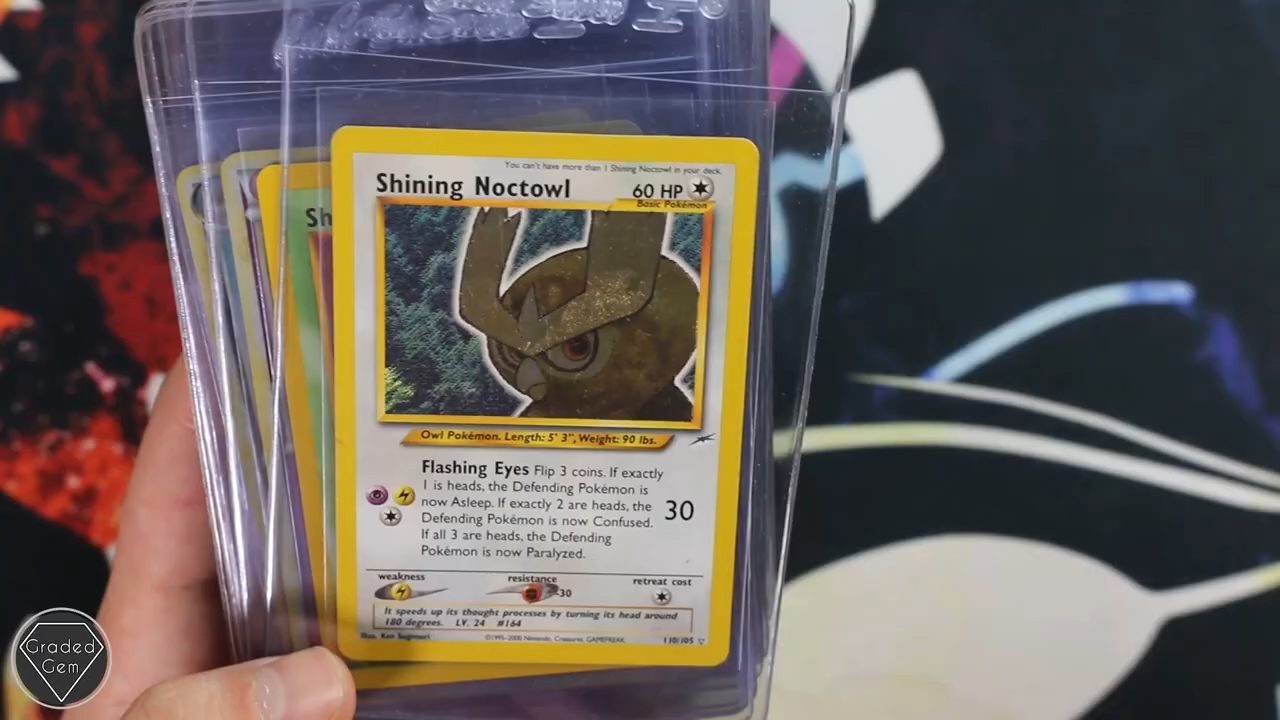 You can't have more than 1 Shining Noctowl in your deck.
Shining Noctowl
60 HP
Basic Pokémon
Sh
Owl Pokémon. Length: 5' 3", Weight: 90 lbs.
Flashing Eyes Flip 3 coins. If exactly
1 is heads, the Defending Pokémon is
now Asleep. If exactly 2 are heads, the
Defending Pokémon is now Confused.
If all 3 are heads, the Defending
Pokémon is now Paralyzed.
30
weakness
resistance
-30
retreat cost
It speeds up its thought processes by turning its head around
180 degrees. LV. 24 #164
Illus. Ken Sugimori
©1995-2000 Nintendo, Creatures, GAMEFREAK.
110/105
Graded
Gem